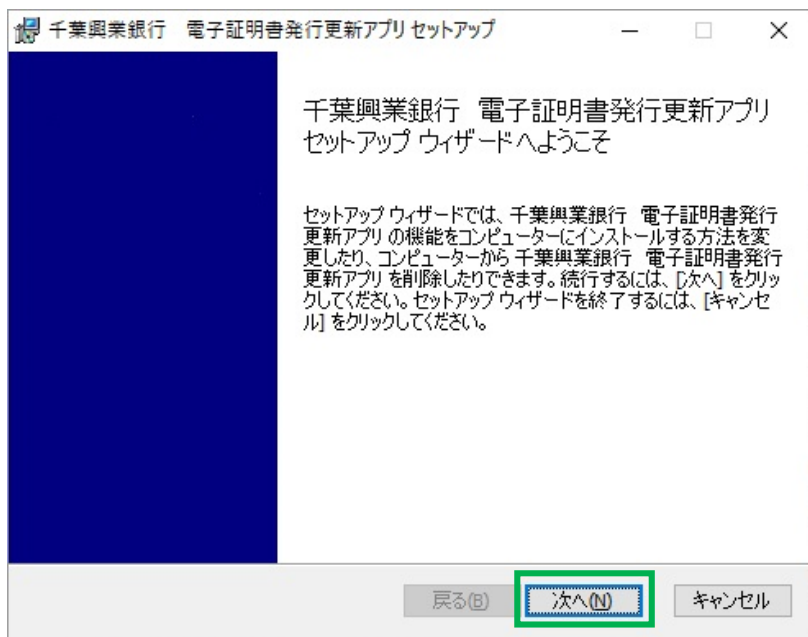 千葉興業銀行　電子証明書発行更新アプリ セットアップ
千葉興業銀行　電子証明書発行更新アプリ
セットアップ ウィザードへようこそ
セットアップ ウィザードでは、千葉興業銀行　電子証明書発行
更新アプリ の機能をコンピューターにインストールする方法を変
更したり、コンピューターから 千葉興業銀行　電子証明書発行
更新アプリ を削除したりできます。続行するには、[次へ] をクリッ
クしてください。セットアップ ウィザードを終了するには、[キャンセ
ル] をクリックしてください。
戻る(B) 次へ(N) キャンセル